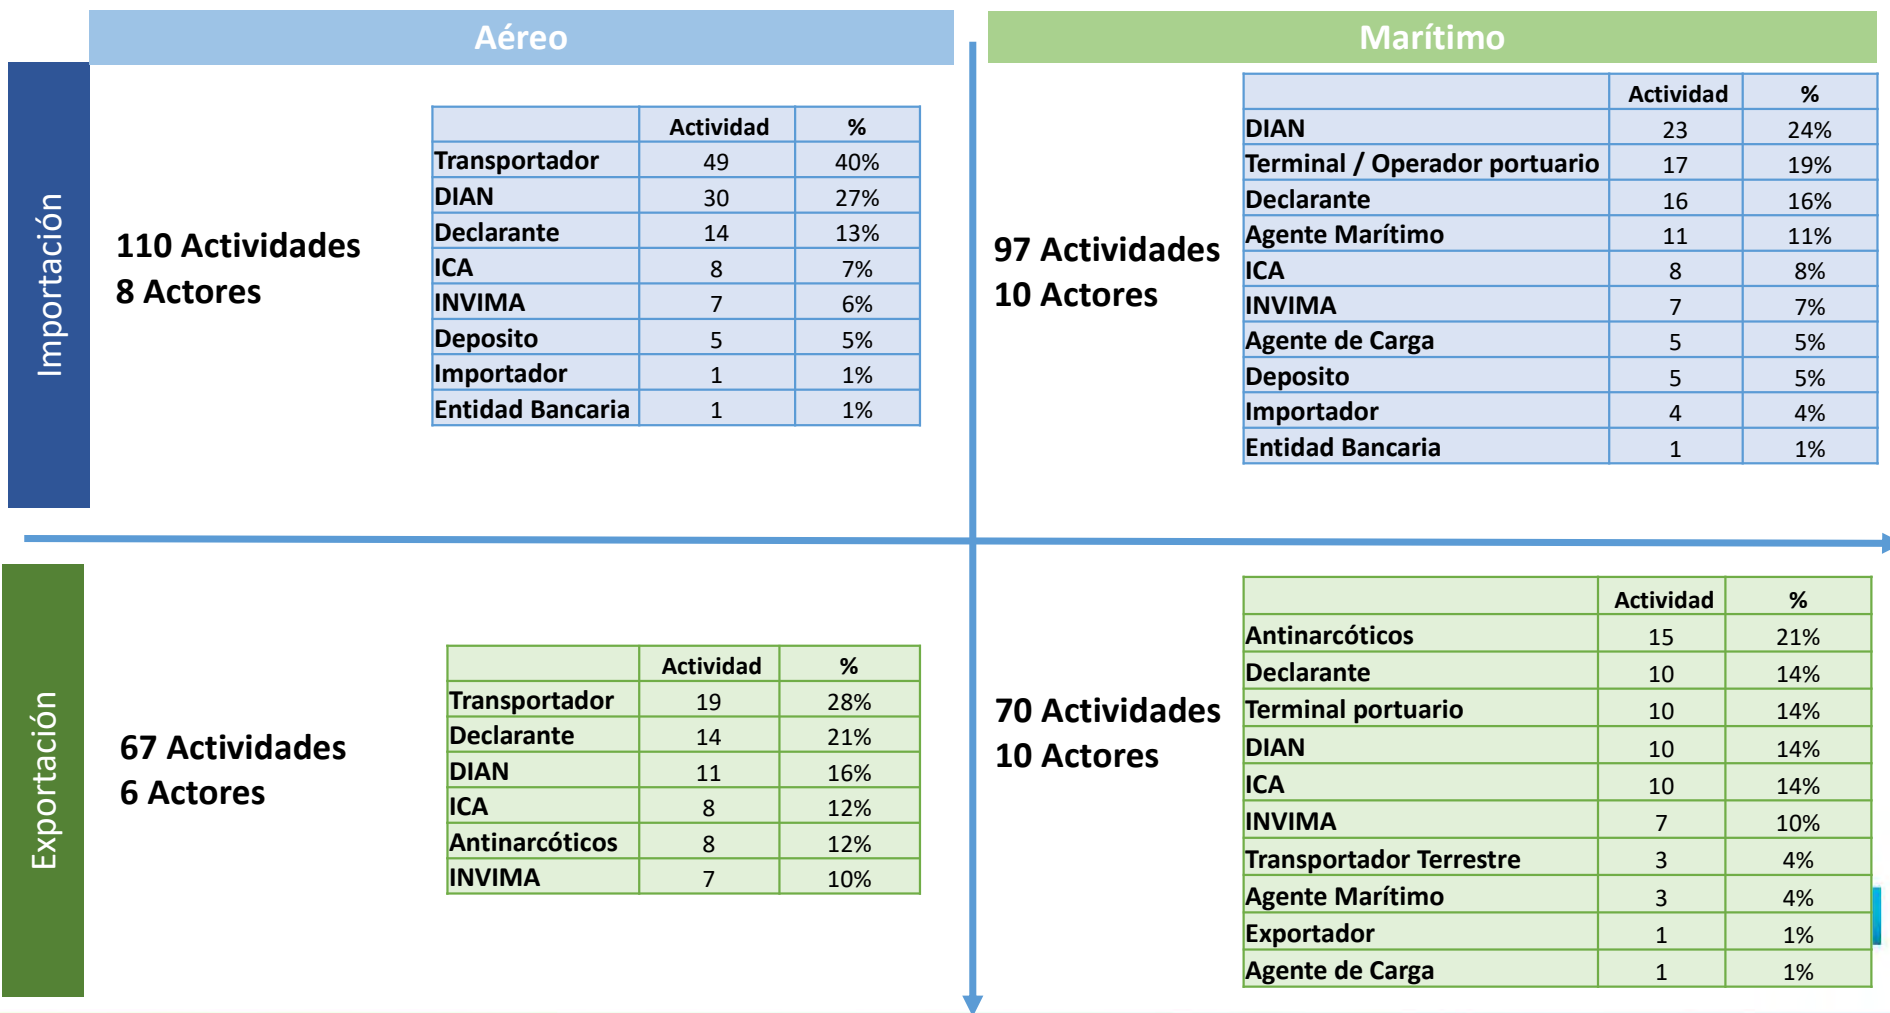 Aéreo
Marítimo
Importación
110 Actividades
8 Actores
Actividad %
Transportador 49 40%
DIAN 30 27%
Declarante 14 13%
ICA 8 7%
INVIMA 7 6%
Deposito 5 5%
Importador 1 1%
Entidad Bancaria 1 1%
97 Actividades
10 Actores
Actividad %
DIAN 23 24%
Terminal / Operador portuario 17 19%
Declarante 16 16%
Agente Marítimo 11 11%
ICA 8 8%
INVIMA 7 7%
Agente de Carga 5 5%
Deposito 5 5%
Importador 4 4%
Entidad Bancaria 1 1%
Exportación
67 Actividades
6 Actores
Actividad %
Transportador 19 28%
Declarante 14 21%
DIAN 11 16%
ICA 8 12%
Antinarcóticos 8 12%
INVIMA 7 10%
70 Actividades
10 Actores
Actividad %
Antinarcóticos 15 21%
Declarante 10 14%
Terminal portuario 10 14%
DIAN 10 14%
ICA 10 14%
INVIMA 7 10%
Transportador Terrestre 3 4%
Agente Marítimo 3 4%
Exportador 1 1%
Agente de Carga 1 1%